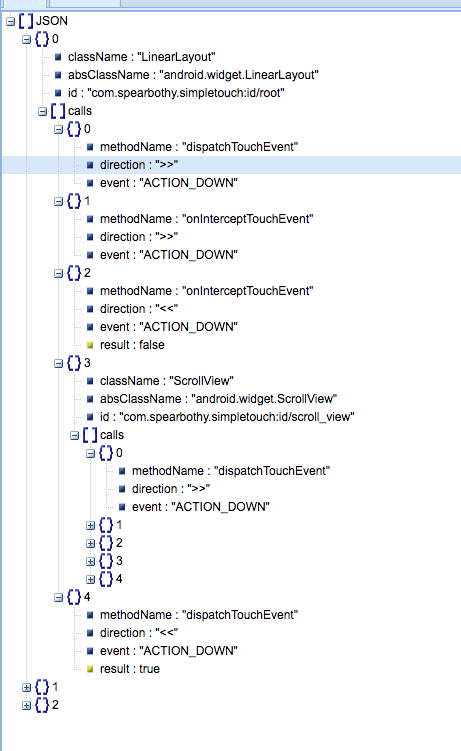 JSON
0
className : "LinearLayout"
absClassName : "android.widget.LinearLayout"
id : "com.spearbothy.simpletouch:id/root"
calls
0
methodName : "dispatchTouchEvent"
direction : ">>"
event : "ACTION_DOWN"
1
methodName : "onInterceptTouchEvent"
direction : ">>"
event : "ACTION_DOWN"
2
methodName : "onInterceptTouchEvent"
direction : "<<"
event : "ACTION_DOWN"
result : false
3
className : "ScrollView"
absClassName : "android.widget.ScrollView"
id : "com.spearbothy.simpletouch:id/scroll_view"
calls
0
methodName : "dispatchTouchEvent"
direction : ">>"
event : "ACTION_DOWN"
1
2
3
4
4
methodName : "dispatchTouchEvent"
direction : "<<"
event : "ACTION_DOWN"
result : true
1
2